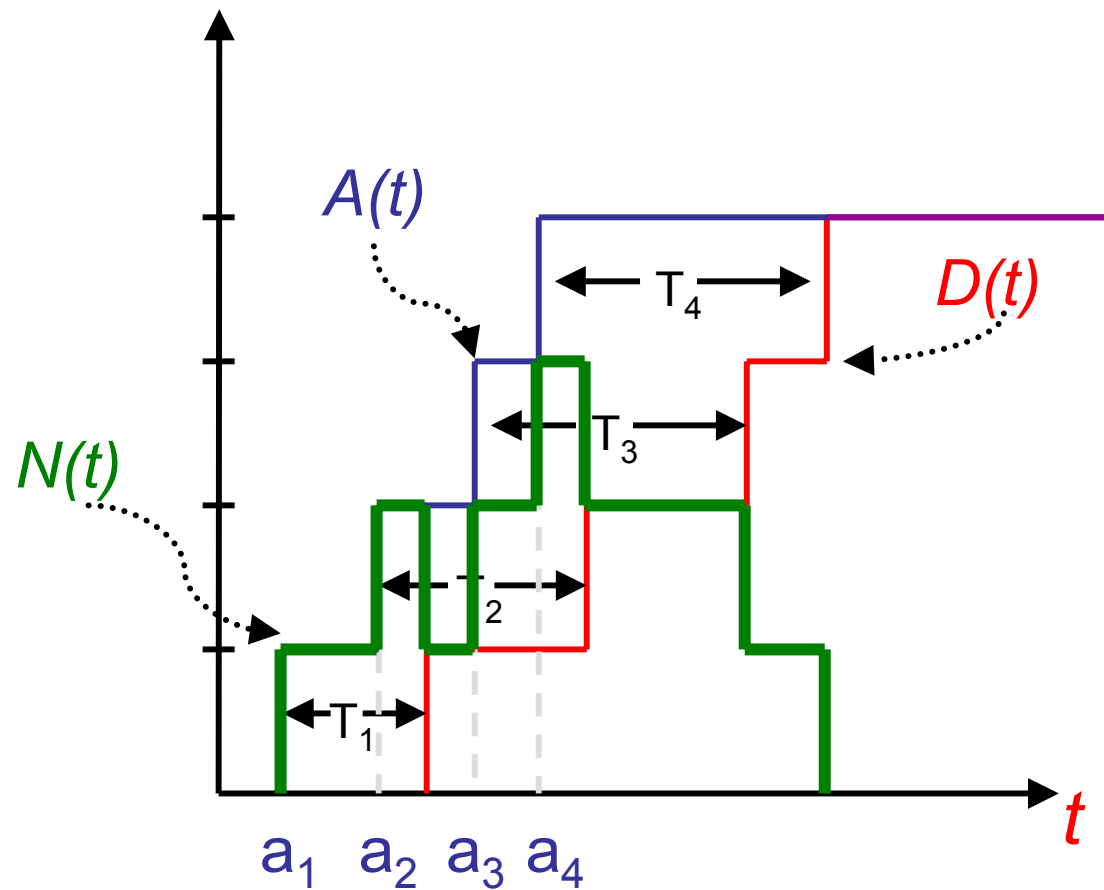 A(t)
D(t)
T₄
T₃
N(t)
T₂
T₁
t
a₁ a₂ a₃ a₄